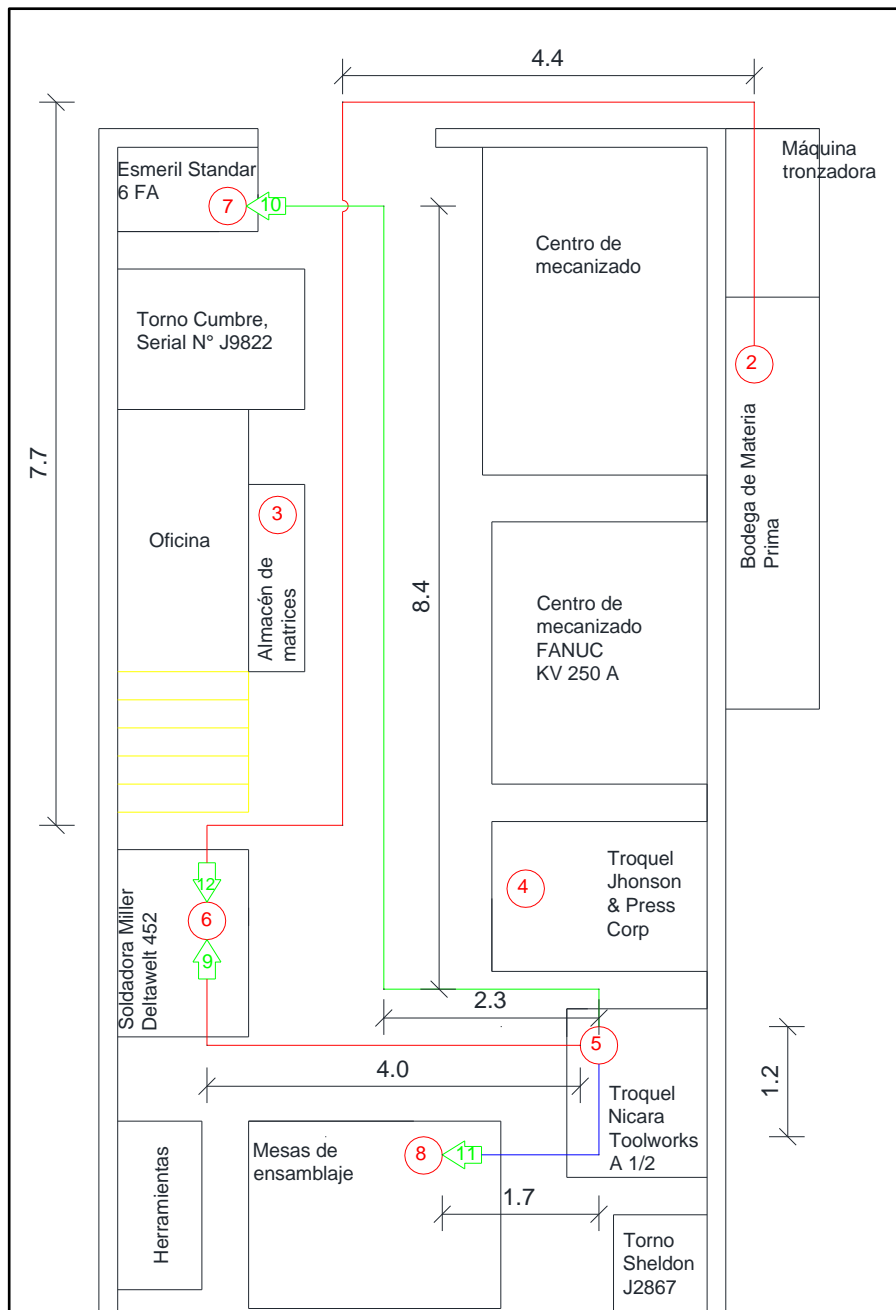 4.4
Máquina
tronzadora
Esmeril Standar
6 FA
7
10
Centro de
mecanizado
Torno Cumbre,
Serial N° J9822
2
7.7
3
Oficina
Almacén de
matrices
8.4
Bodega de Materia
Prima
Centro de
mecanizado
FANUC
KV 250 A
Troquel
Jhonson
& Press
Corp
4
12
6
9
Soldadora Miller
Deltawelt 452
2.3
5
4.0
1.2
Troquel
Nicara
Toolworks
A 1/2
Mesas de
ensamblaje
8
11
Herramientas
1.7
Torno
Sheldon
J2867